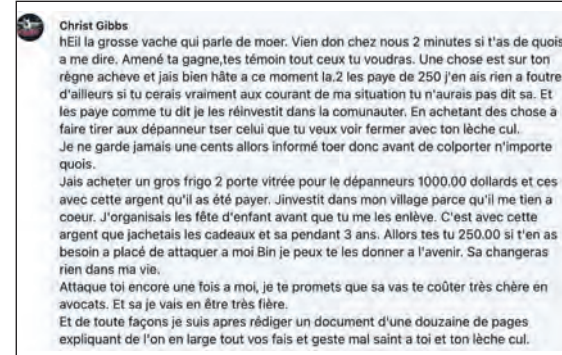 Christ Gibbs
hEil la grosse vache qui parle de moer. Vien don chez nous 2 minutes si t'as de quois
a me dire. Amené ta gagne,tes témoin tout ceux tu voudras. Une chose est sur ton
règne acheve et jais bien hâte a ce moment la.2 les paye de 250 j'en ais rien a foutre
d'ailleurs si tu cerais vraiment aux courant de ma situation tu n'aurais pas dit sa. Et
les paye comme tu dit je les réinvestit dans la comunauter. En achetant des chose a
faire tirer aux dépanneur tser celui que tu veux voir fermer avec ton lèche cul.
Je ne garde jamais une cents allors informé toer donc avant de colporter n'importe
quois.
Jais acheter un gros frigo 2 porte vitrée pour le dépanneurs 1000.00 dollards et ces
avec cette argent qu'il as été payer. Jinvestit dans mon village parce qu'il me tien a
coeur. J'organisais les fête d'enfant avant que tu me les enlève. C'est avec cette
argent que jachetais les cadeaux et sa pendant 3 ans. Allors tes tu 250.00 si t'en as
besoin a placé de attaquer a moi Bin je peux te les donner a l'avenir. Sa changeras
rien dans ma vie.
Attaque toi encore une fois a moi, je te promets que sa vas te coûter très chère en
avocats. Et sa je vais en être très fière.
Et de toute façons je suis apres rédiger un document d'une douzaine de pages
expliquant de l'on en large tout vos fais et geste mal saint a toi et ton lèche cul.